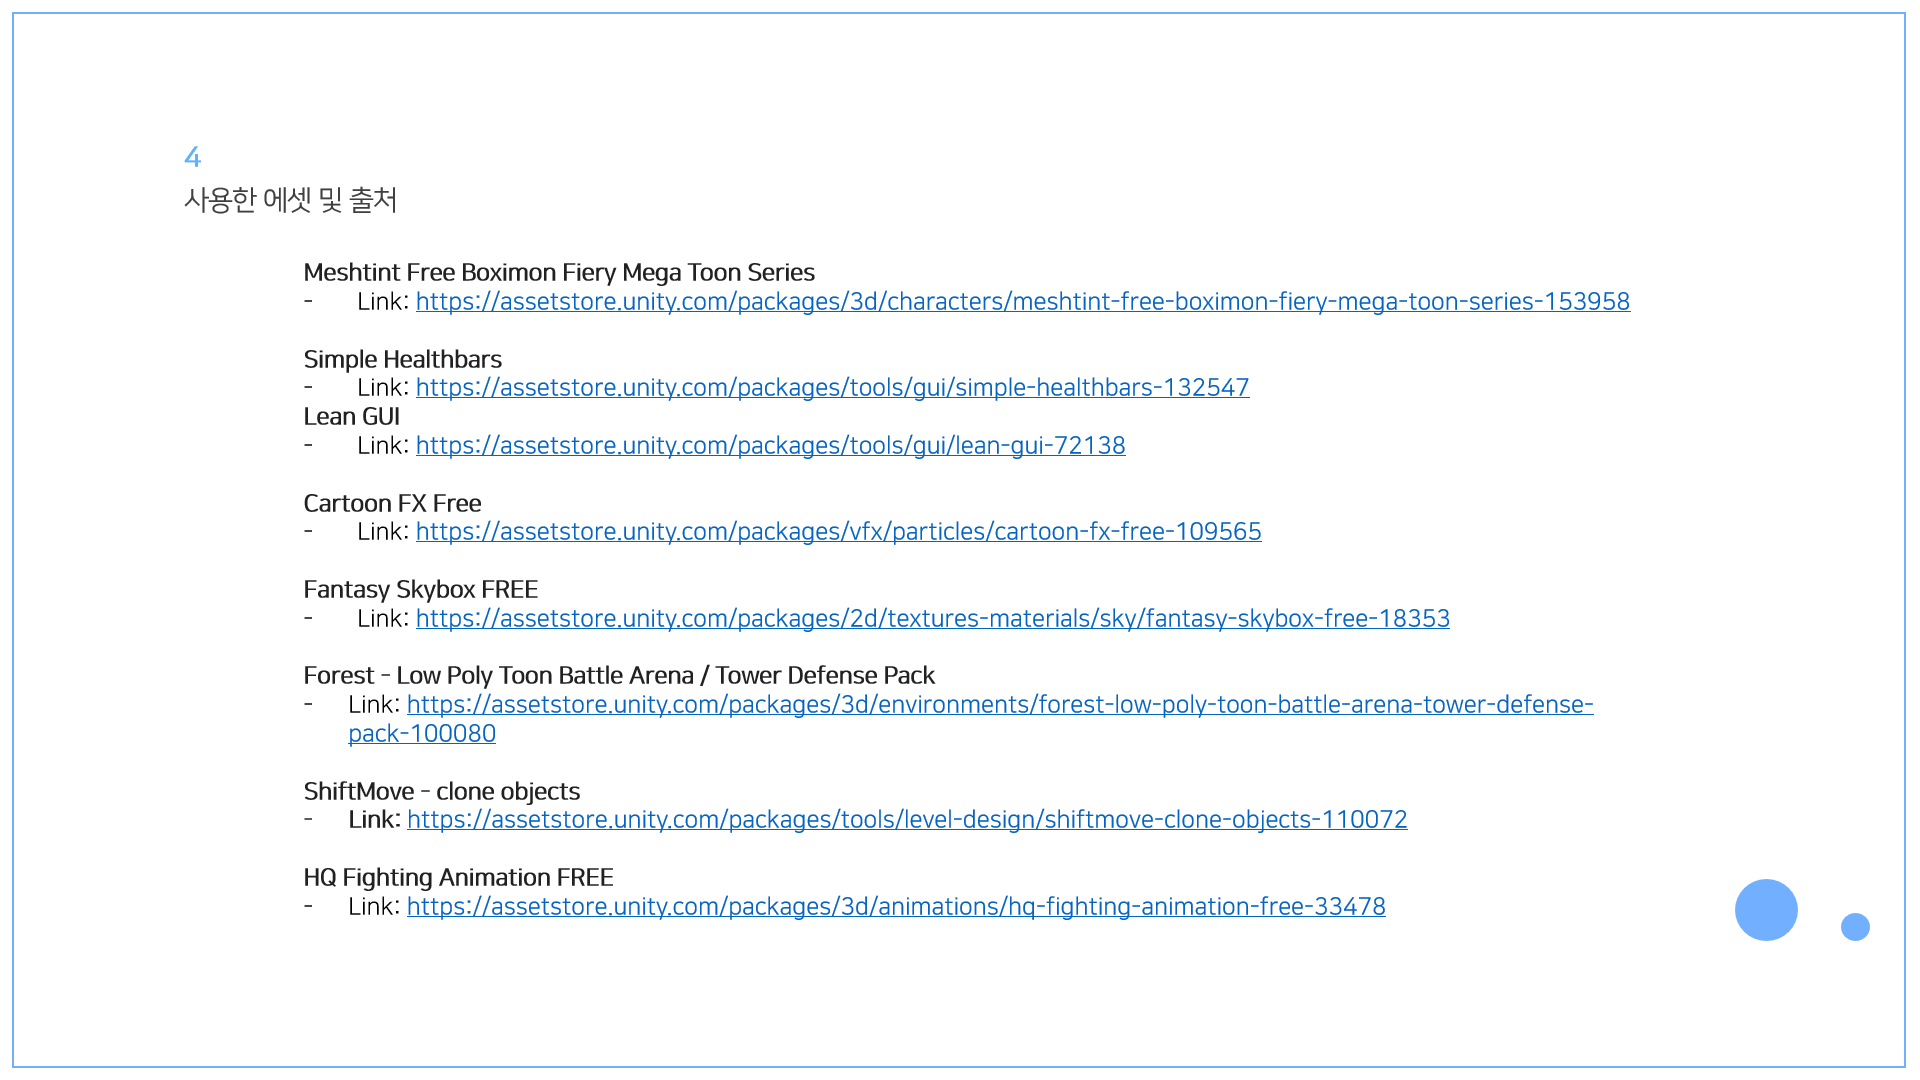 4
사용한 에셋 및 출처
Meshtint Free Boximon Fiery Mega Toon Series
- Link: https://assetstore.unity.com/packages/3d/characters/meshtint-free-boximon-fiery-mega-toon-series-153958
Simple Healthbars
- Link: https://assetstore.unity.com/packages/tools/gui/simple-healthbars-132547
Lean GUI
- Link: https://assetstore.unity.com/packages/tools/gui/lean-gui-72138
Cartoon FX Free
- Link: https://assetstore.unity.com/packages/vfx/particles/cartoon-fx-free-109565
Fantasy Skybox FREE
- Link: https://assetstore.unity.com/packages/2d/textures-materials/sky/fantasy-skybox-free-18353
Forest - Low Poly Toon Battle Arena / Tower Defense Pack
- Link: https://assetstore.unity.com/packages/3d/environments/forest-low-poly-toon-battle-arena-tower-defense-
pack-100080
ShiftMove - clone objects
- Link: https://assetstore.unity.com/packages/tools/level-design/shiftmove-clone-objects-110072
HQ Fighting Animation FREE
- Link: https://assetstore.unity.com/packages/3d/animations/hq-fighting-animation-free-33478